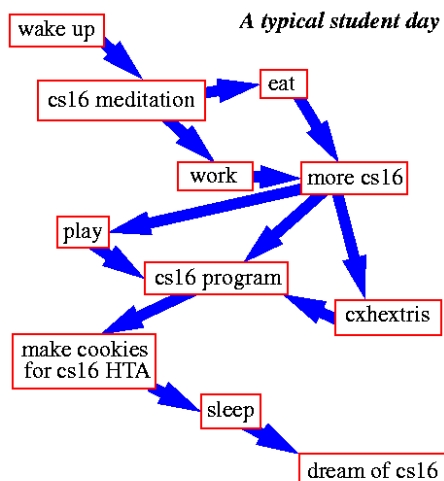 A typical student day
wake up
cs16 meditation
eat
work
more cs16
play
cs16 program
cxhextris
make cookies
for cs16 HTA
sleep
dream of cs16